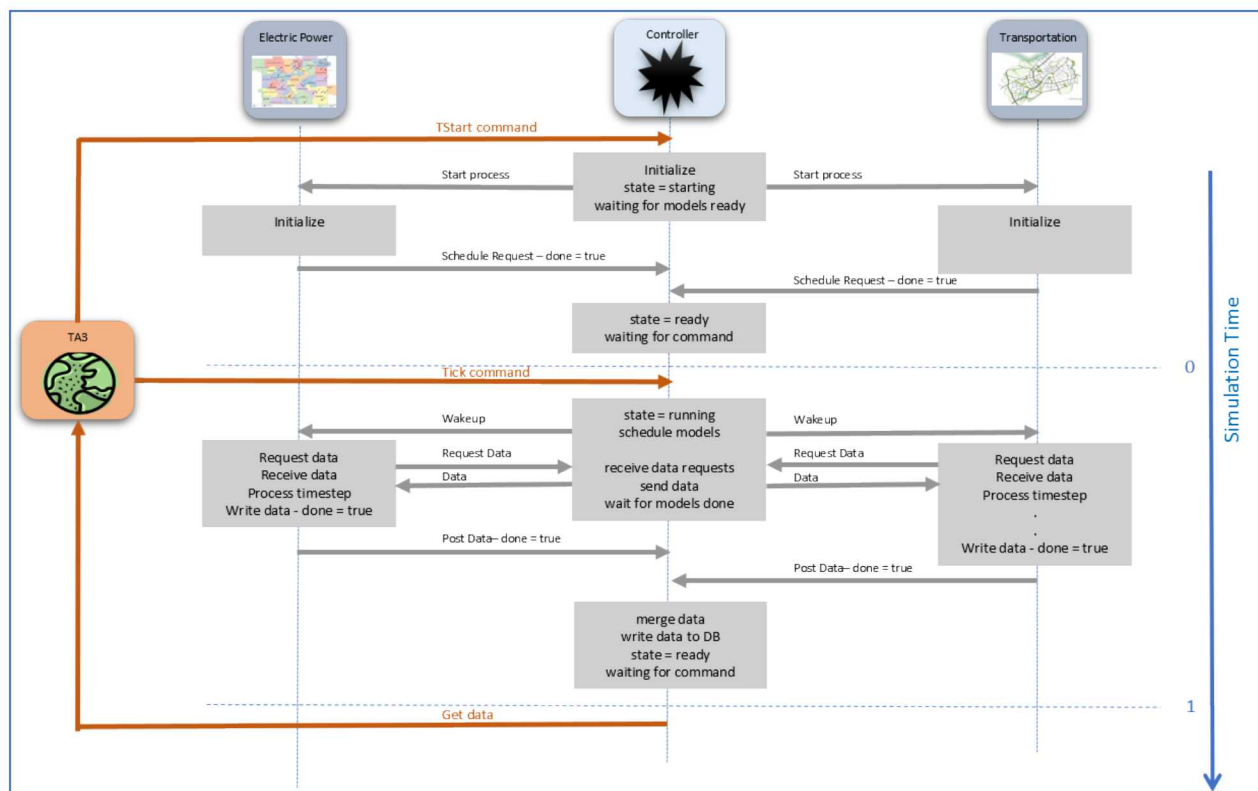 Electric Power
Controller
Transportation
TStart command
Initialize
state = starting
waiting for models ready
Start process
Start process
Initialize
Initialize
Schedule Request – done = true
Schedule Request – done = true
state = ready
waiting for command
TA3
0
Tick command
Simulation Time
state = running
schedule models
receive data requests
send data
wait for models done
Wakeup
Wakeup
Request data
Receive data
Process timestep
Write data - done = true
Request Data
Data
Request Data
Data
Request data
Receive data
Process timestep
.
.
Write data - done = true
Post Data– done = true
Post Data– done = true
merge data
write data to DB
state = ready
waiting for command
1
Get data